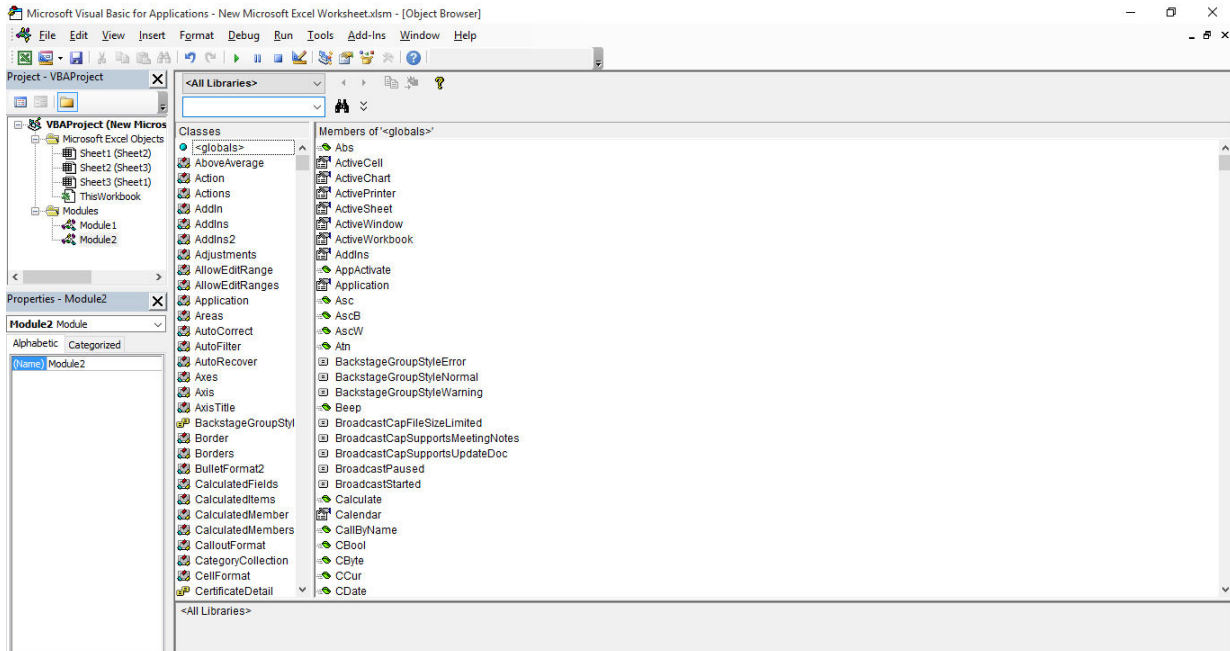 Microsoft Visual Basic for Applications - New Microsoft Excel Worksheet.xlsm - [Object Browser]
File Edit View Insert Format Debug Run Tools Add-Ins Window Help
Project - VBAProject
VBAProject (New Micros
Microsoft Excel Objects
Sheet1 (Sheet2)
Sheet2 (Sheet3)
Sheet3 (Sheet1)
ThisWorkbook
Modules
Module1
Module2
Properties - Module2
Module2 Module
Alphabetic Categorized
(Name) Module2
<All Libraries>
Classes
<globals>
AboveAverage
Action
Actions
AddIn
AddIns
AddIns2
Adjustments
AllowEditRange
AllowEditRanges
Application
Areas
AutoCorrect
AutoFilter
AutoRecover
Axes
Axis
AxisTitle
BackstageGroupStyl
Border
Borders
BulletFormat2
CalculatedFields
CalculatedItems
CalculatedMember
CalculatedMembers
CalloutFormat
CategoryCollection
CellFormat
CertificateDetail
Members of '<globals>'
Abs
ActiveCell
ActiveChart
ActivePrinter
ActiveSheet
ActiveWindow
ActiveWorkbook
AddIns
AppActivate
Application
Asc
AscB
AscW
Atn
BackstageGroupStyleError
BackstageGroupStyleNormal
BackstageGroupStyleWarning
Beep
BroadcastCapFileSizeLimited
BroadcastCapSupportsMeetingNotes
BroadcastCapSupportsUpdateDoc
BroadcastPaused
BroadcastStarted
Calculate
Calendar
CallByName
CBool
CByte
CCur
CDate
<All Libraries>